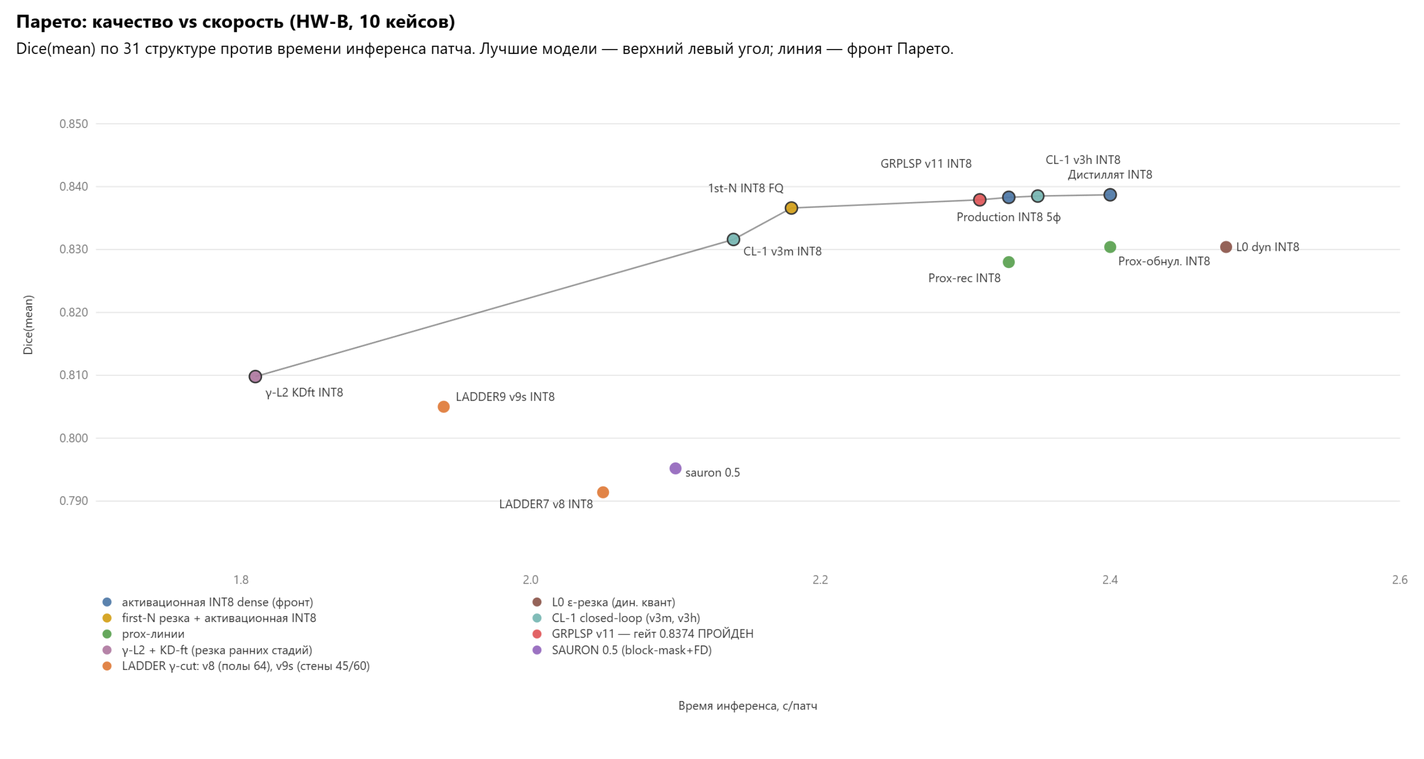 Парето: качество vs скорость (HW-B, 10 кейсов)
Dice(mean) по 31 структуре против времени инференса патча. Лучшие модели — верхний левый угол; линия — фронт Парето.
0.850
CL-1 v3h INT8
GRPLSP v11 INT8
Дистиллят INT8
0.840
1st-N INT8 FQ
Production INT8 5ф
0.830
CL-1 v3m INT8
L0 dyn INT8
Prox-обнул. INT8
Prox-rec INT8
0.820
Dice(mean)
0.810
γ-L2 KDft INT8
LADDER9 v9s INT8
0.800
sauron 0.5
0.790
LADDER7 v8 INT8
1.8
2.0
2.2
2.4
2.6
активационная INT8 dense (фронт)
first-N резка + активационная INT8
prox-линии
γ-L2 + KD-ft (резка ранних стадий)
LADDER γ-cut: v8 (полы 64), v9s (стены 45/60)
L0 ε-резка (дин. квант)
CL-1 closed-loop (v3m, v3h)
GRPLSP v11 — гейт 0.8374 ПРОЙДЕН
SAURON 0.5 (block-mask+FD)
Время инференса, с/патч